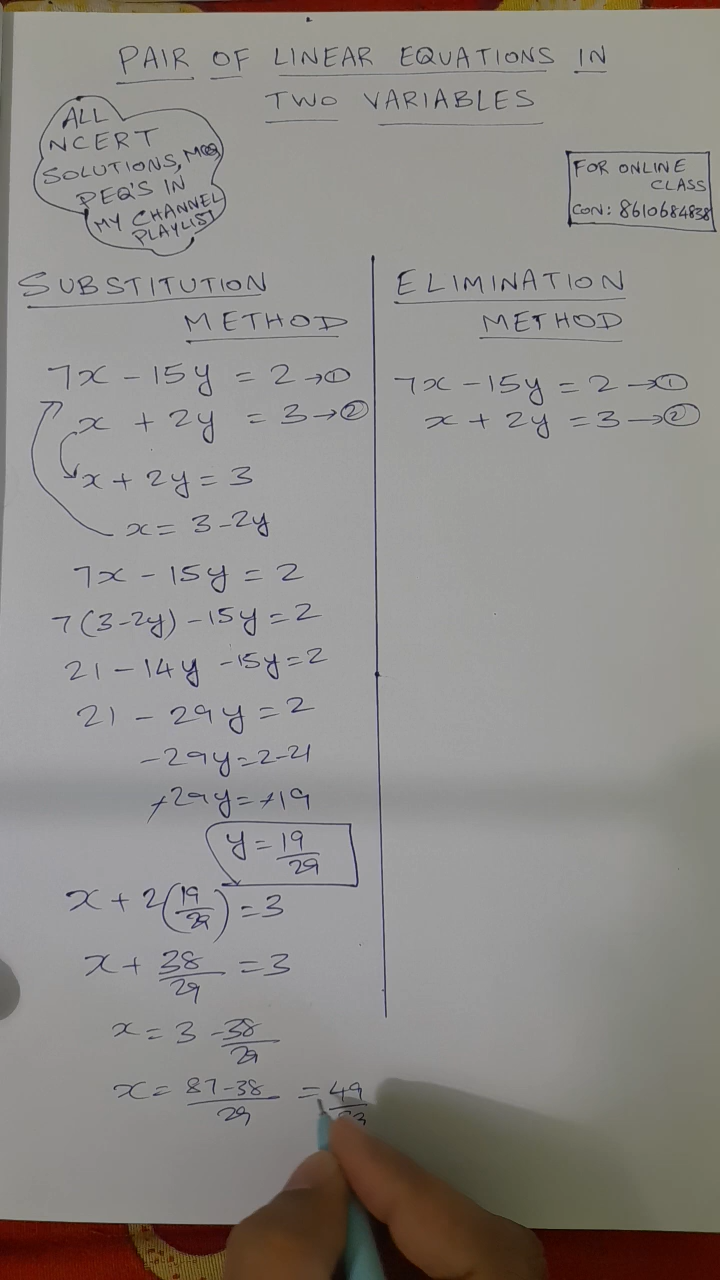 PAIR OF LINEAR EQUATIONS IN
TWO VARIABLES
ALL
NCERT
SOLUTIONS, MCQ,
PEQ'S IN
MY CHANNEL
PLAYLIST
FOR ONLINE
CLASS
CON: 8610684838
SUBSTITUTION
METHOD
7x - 15y = 2 → ①
x + 2y = 3 → ②
x + 2y = 3
x = 3 - 2y
7x - 15y = 2
7(3-2y) - 15y = 2
21 - 14y - 15y = 2
21 - 29y = 2
-29y = 2-21
-29y = -19
y = 19/29
x + 2(19/29) = 3
x + 38/29 = 3
x = 3 - 38/29
x = 87-38/29 = 49/
ELIMINATION
METHOD
7x - 15y = 2 → ①
x + 2y = 3 → ②